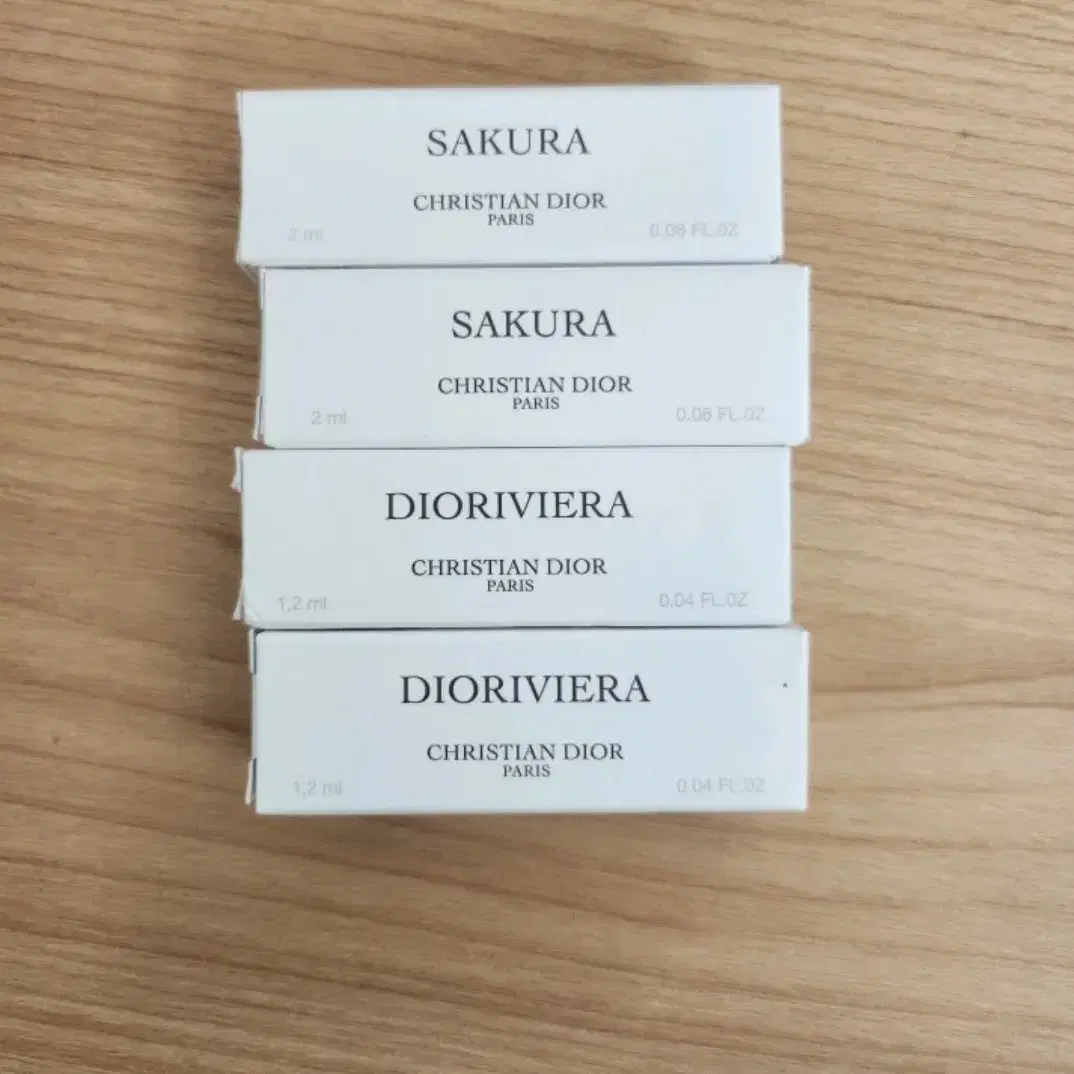 SAKURA
CHRISTIAN DIOR
PARIS
2 ml 0.06 FL.OZ
SAKURA
CHRISTIAN DIOR
PARIS
2 ml 0.06 FL.OZ
DIORIVIERA
CHRISTIAN DIOR
PARIS
1,2 ml 0.04 FL.OZ
DIORIVIERA
CHRISTIAN DIOR
PARIS
1,2 ml 0.04 FL.OZ